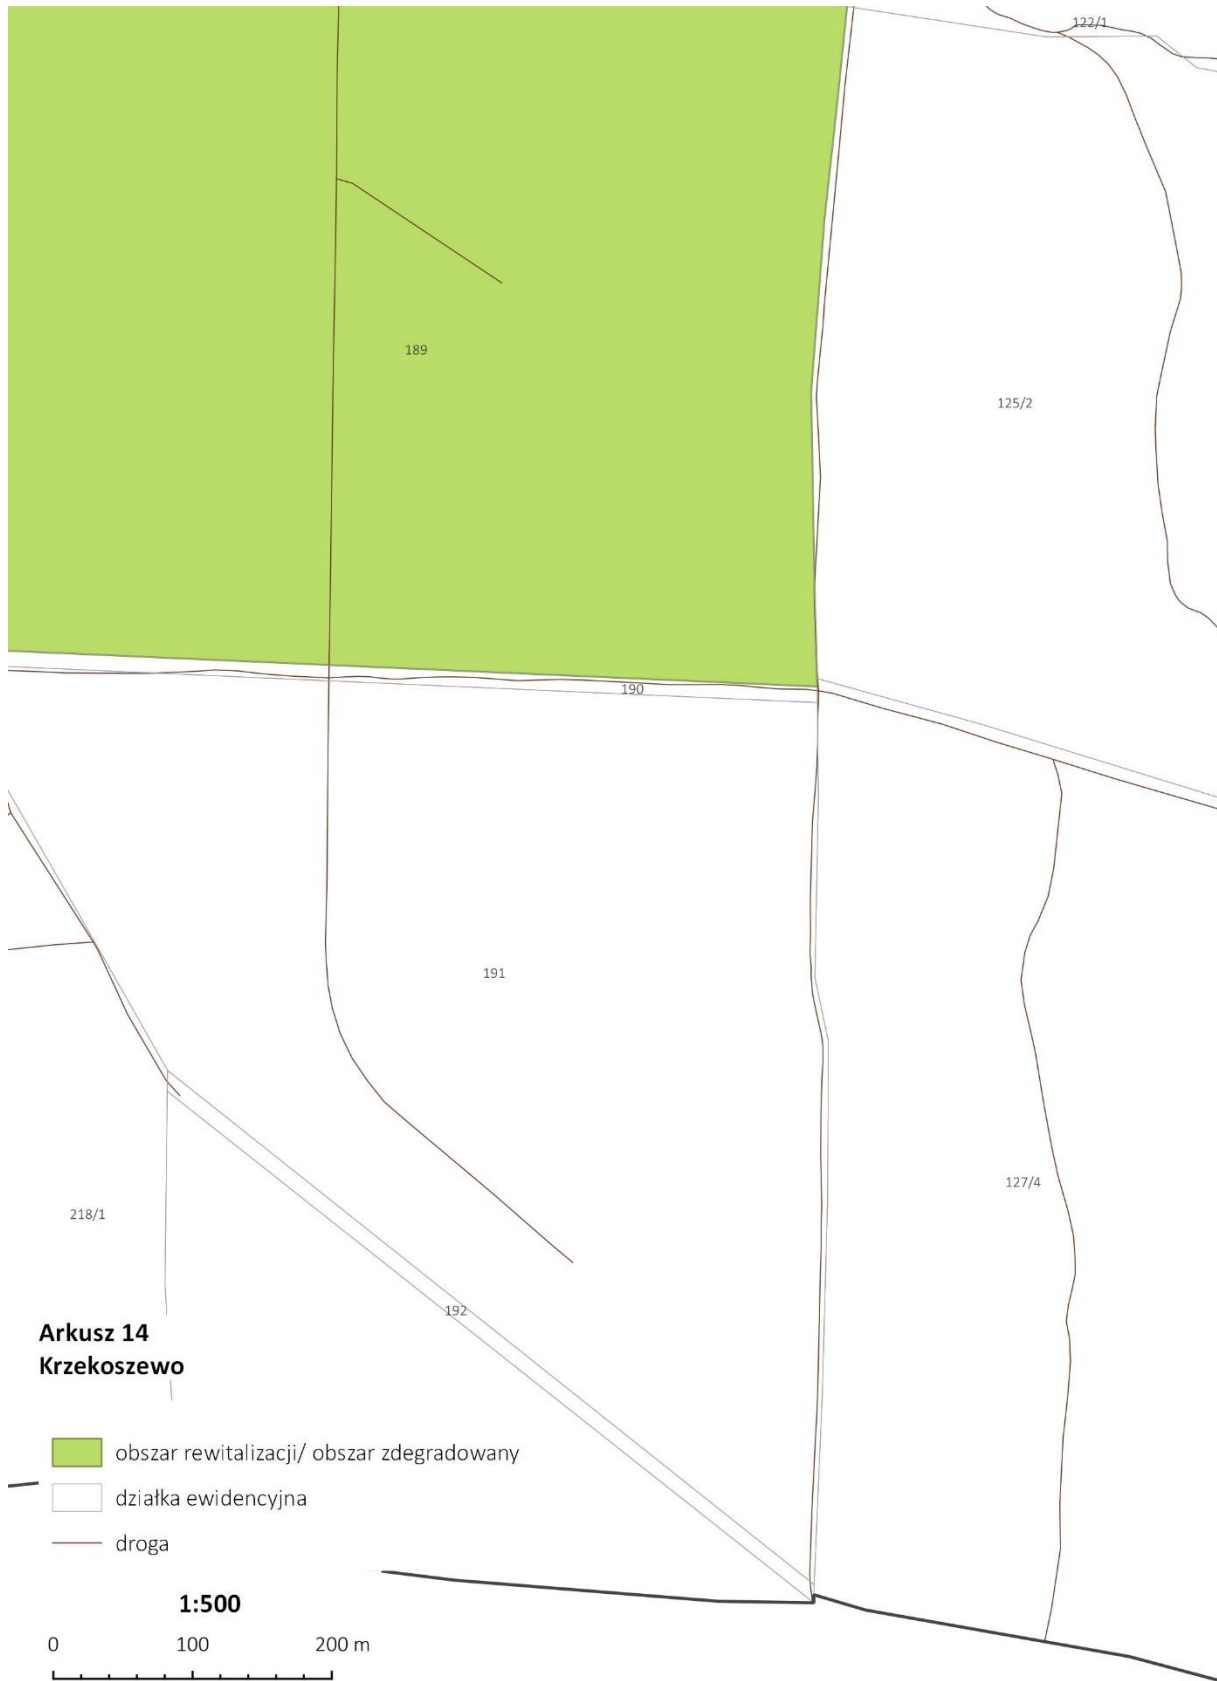 122/1
189
125/2
190
191
127/4
218/1
192
Arkusz 14
Krzekoszewo
obszar rewitalizacji/ obszar zdegradowany
działka ewidencyjna
droga
1:500
0 100 200 m